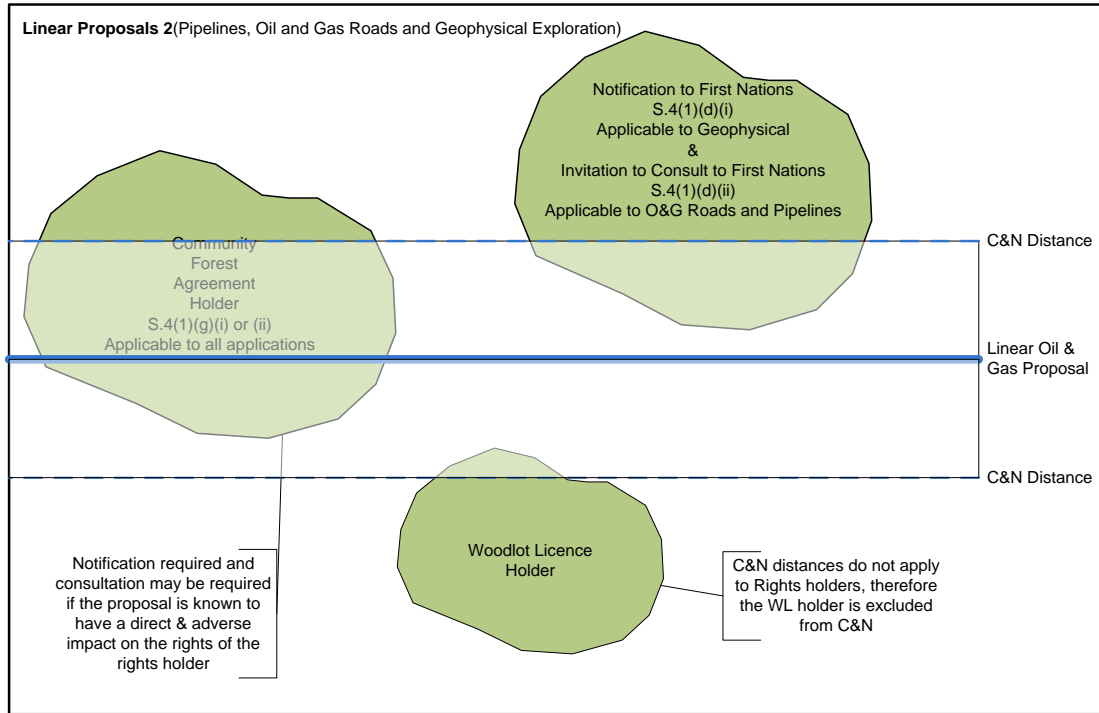 Linear Proposals 2(Pipelines, Oil and Gas Roads and Geophysical Exploration)
Notification to First Nations
S.4(1)(d)(i)
Applicable to Geophysical
&
Invitation to Consult to First Nations
S.4(1)(d)(ii)
Applicable to O&G Roads and Pipelines
C&N Distance
Community
Forest
Agreement
Holder
S.4(1)(g)(i) or (ii)
Applicable to all applications
Linear Oil &
Gas Proposal
C&N Distance
Notification required and
consultation may be required
if the proposal is known to
have a direct & adverse
impact on the rights of the
rights holder
Woodlot Licence
Holder
C&N distances do not apply
to Rights holders, therefore
the WL holder is excluded
from C&N